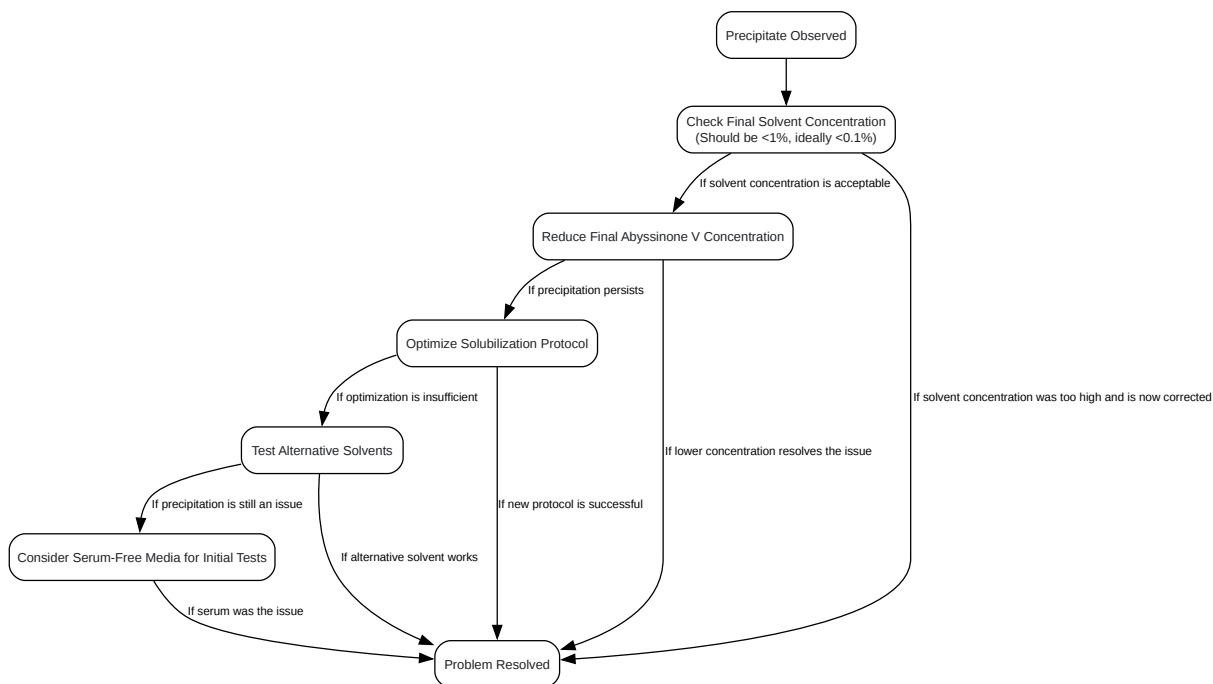 Precipitate Observed
Check Final Solvent Concentration
(Should be <1%, ideally <0.1%)
If solvent concentration is acceptable
Reduce Final Abyssinone V Concentration
If precipitation persists
Optimize Solubilization Protocol
If optimization is insufficient
If solvent concentration was too high and is now corrected
Test Alternative Solvents
If lower concentration resolves the issue
If precipitation is still an issue
If new protocol is successful
Consider Serum-Free Media for Initial Tests
If alternative solvent works
If serum was the issue
Problem Resolved